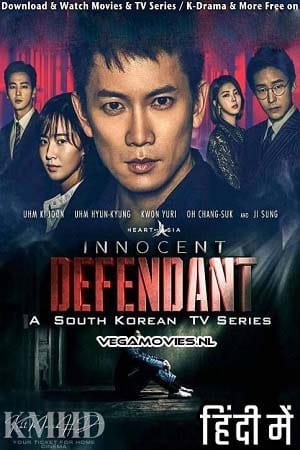 Download & Watch Movies & TV Series / K-Drama & More Free on
UHM KI-JOON UHM HYUN-KYUNG KWON YURI OH CHANG-SUK AND JI SUNG
HEART ASIA
INNOCENT
DEFENDANT
A SOUTH KOREAN TV SERIES
VEGAMOVIES.NL
KMHD
YOUR TICKET FOR HOME CINEMA
हिंदी में